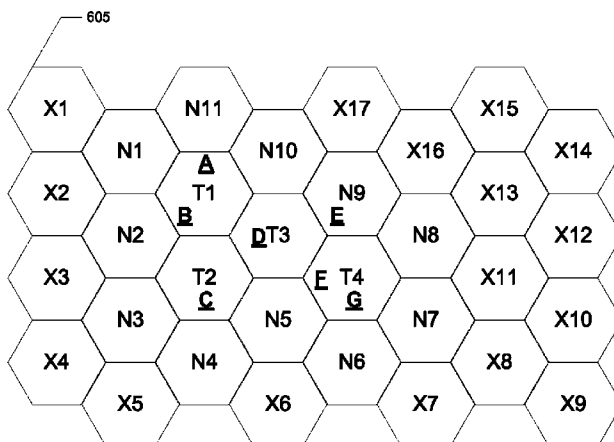 605
X1 N11 X17 X15
N1 N10 X16 X14
A
X2 T1 N9 X13
B E
N2 DT3 N8 X12
X3 T2 F T4 X11
C G
N3 N5 N7 X10
X4 N4 N6 X8
X5 X6 X7 X9